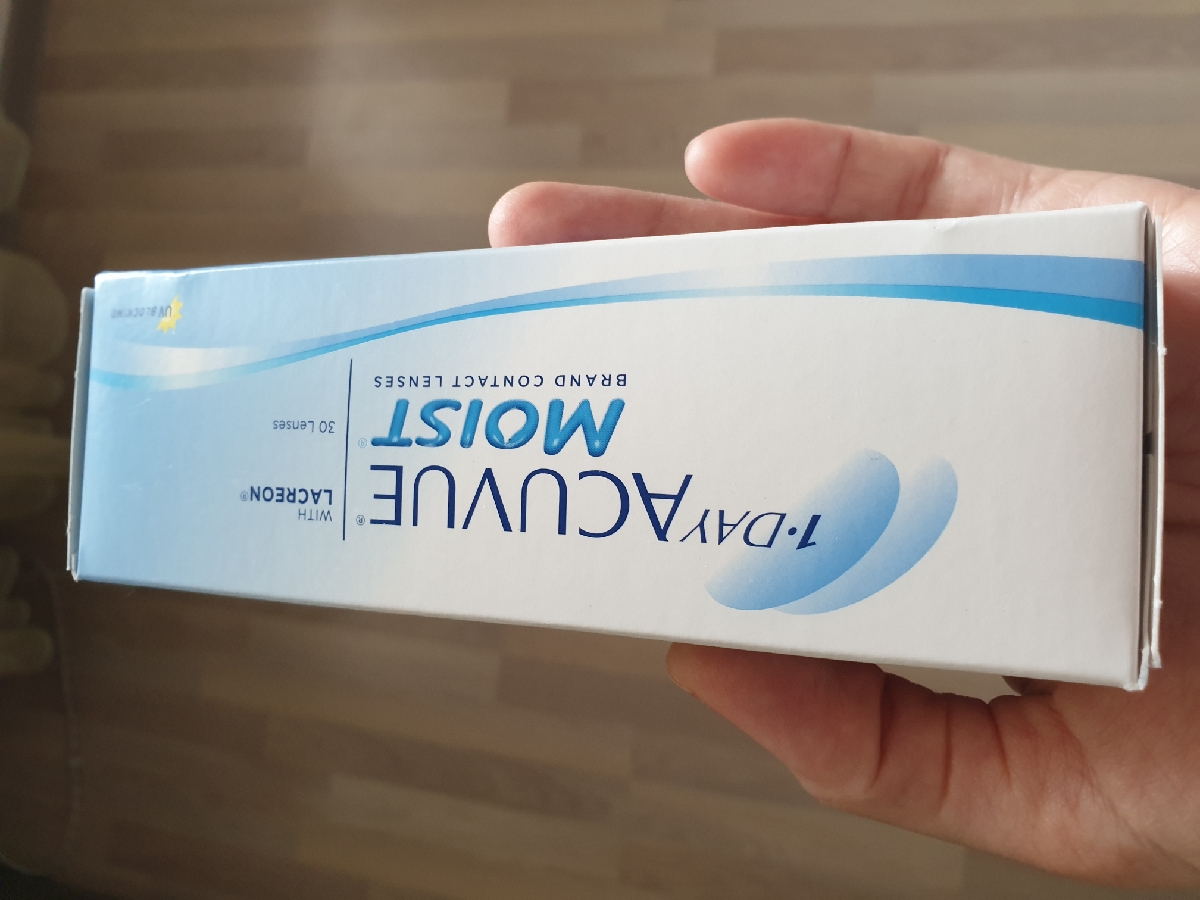 1·DAY ACUVUE®
MOIST®
BRAND CONTACT LENSES
WITH
LACREON®
30 Lenses
UV BLOCKING